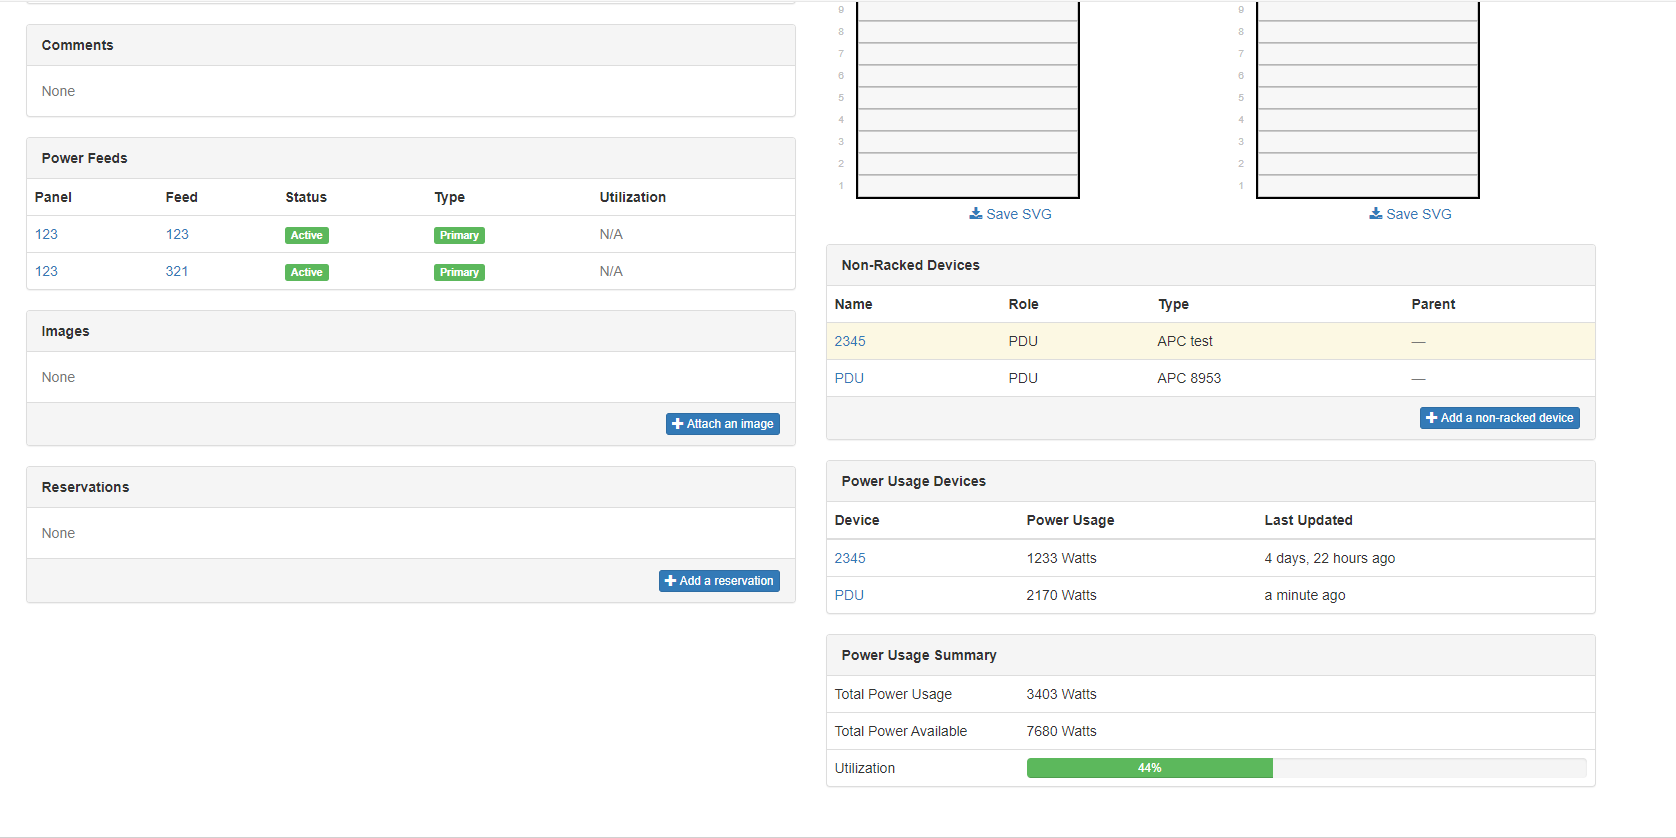 Comments
None
Power Feeds
Panel Feed Status Type Utilization
123 123 Active Primary N/A
123 321 Active Primary N/A
Images
None
Attach an image
Reservations
None
Add a reservation
9
8
7
6
5
4
3
2
1
Save SVG
9
8
7
6
5
4
3
2
1
Save SVG
Non-Racked Devices
Name Role Type Parent
2345 PDU APC test —
PDU PDU APC 8953 —
Add a non-racked device
Power Usage Devices
Device Power Usage Last Updated
2345 1233 Watts 4 days, 22 hours ago
PDU 2170 Watts a minute ago
Power Usage Summary
Total Power Usage 3403 Watts
Total Power Available 7680 Watts
Utilization 44%